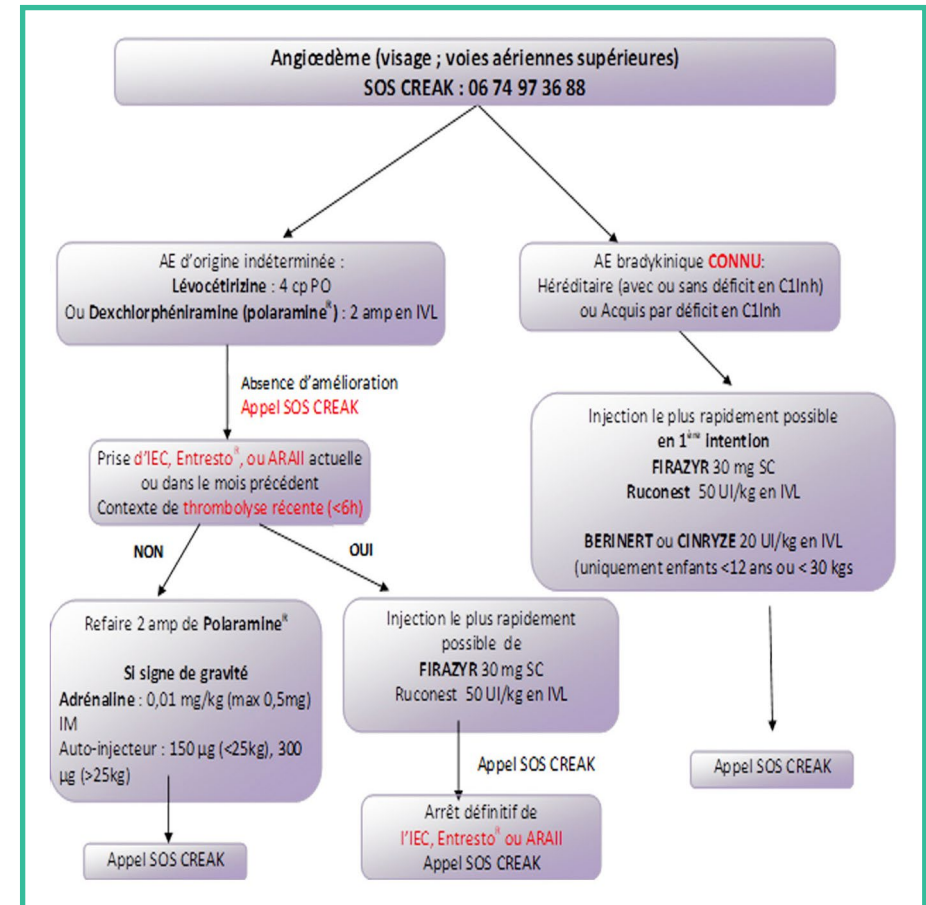 Angiœdème (visage ; voies aériennes supérieures)
SOS CREAK : 06 74 97 36 88
AE d’origine indéterminée :
Lévocétirizine : 4 cp PO
Ou Dexchlorphéniramine (polaramine®) : 2 amp en IVL
AE bradykinique CONNU:
Héréditaire (avec ou sans déficit en C1Inh)
ou Acquis par déficit en C1Inh
Absence d’amélioration
Appel SOS CREAK
Prise d’IEC, Entresto®, ou ARAII actuelle
ou dans le mois précédent
Contexte de thrombolyse récente (<6h)
Injection le plus rapidement possible
en 1ère intention
FIRAZYR 30 mg SC
Ruconest 50 UI/kg en IVL
BERINERT ou CINRYZE 20 UI/kg en IVL
(uniquement enfants <12 ans ou < 30 kgs
NON
OUI
Refaire 2 amp de Polaramine®
Si signe de gravité
Adrénaline : 0,01 mg/kg (max 0,5mg)
IM
Auto-injecteur : 150 µg (<25kg), 300
µg (>25kg)
Injection le plus rapidement
possible de
FIRAZYR 30 mg SC
Ruconest 50 UI/kg en IVL
Appel SOS CREAK
Appel SOS CREAK
Arrêt définitif de
l’IEC, Entresto® ou ARAII
Appel SOS CREAK
Appel SOS CREAK